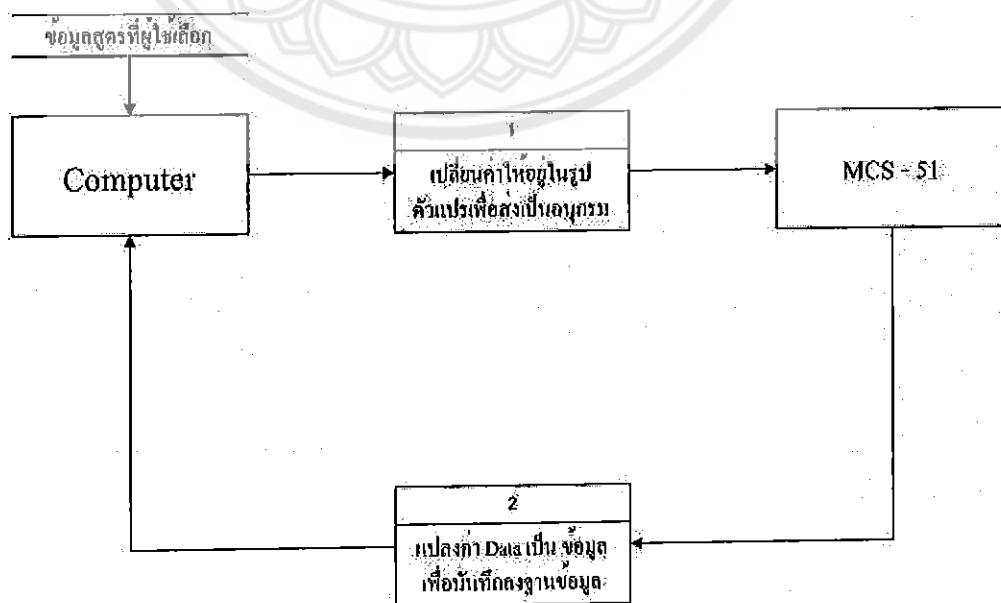 ข้อมูลสูตรที่ผู้ใช้เลือก
Computer
1
เปลี่ยนค่าให้อยู่ในรูป
ตัวแปรเพื่อส่งเป็นอนุกรม
MCS - 51
2
แปลงค่า Data เป็น ข้อมูล
เพื่อบันทึกลงฐานข้อมูล